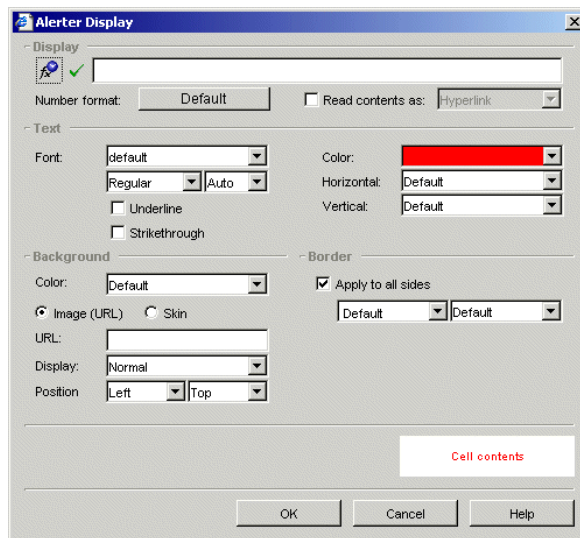 Alerter Display
Display
fx
Number format: Default Read contents as: Hyperlink
Text
Font: default Color:
Regular Auto Horizontal: Default
Underline Vertical: Default
Strikethrough
Background Border
Color: Default Apply to all sides
Image (URL) Skin Default Default
URL:
Display: Normal
Position Left Top
Cell contents
OK Cancel Help